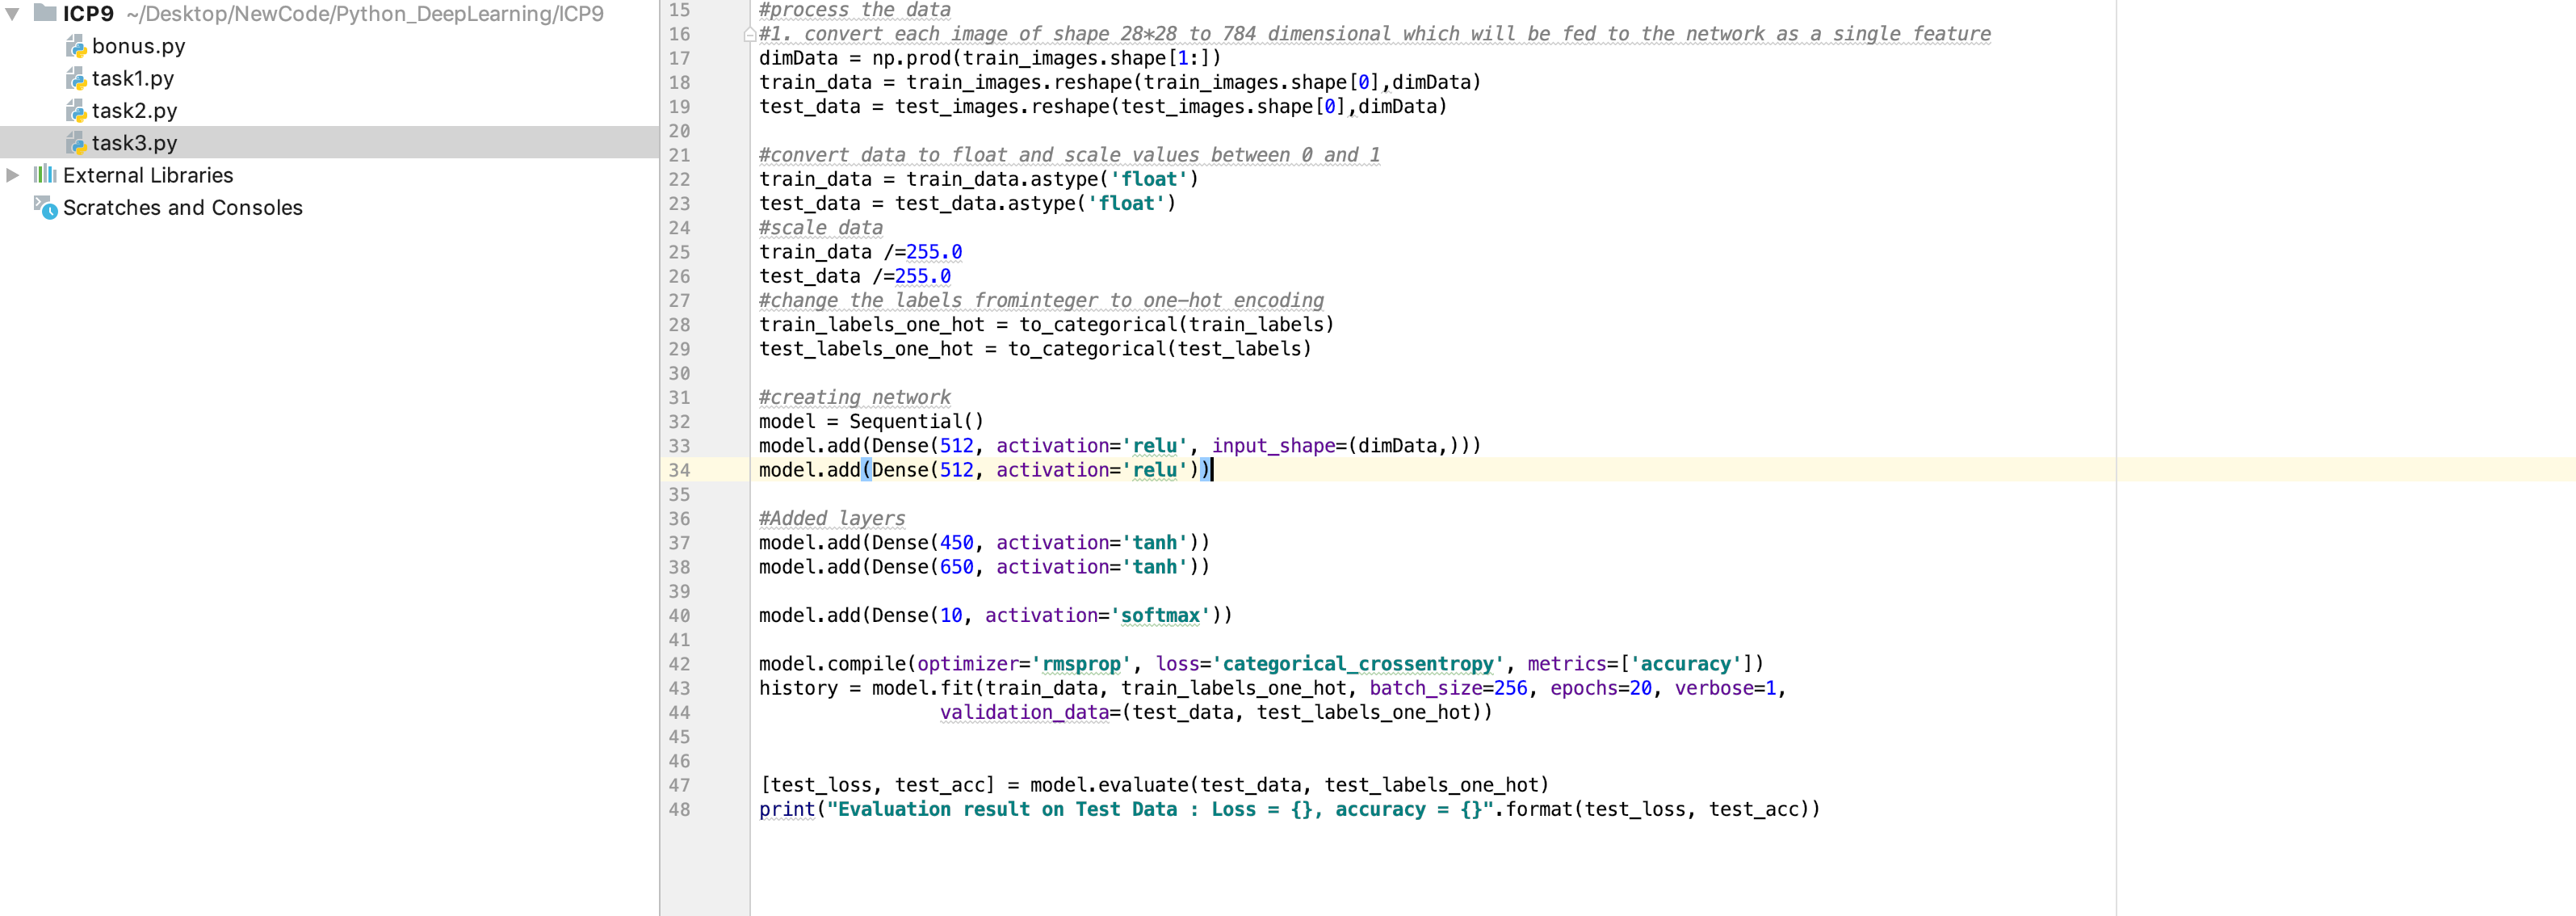 ICP9 ~/Desktop/NewCode/Python_DeepLearning/ICP9
bonus.py
task1.py
task2.py
task3.py
External Libraries
Scratches and Consoles
15 #process the data
16 #1. convert each image of shape 28*28 to 784 dimensional which will be fed to the network as a single feature
17 dimData = np.prod(train_images.shape[1:])
18 train_data = train_images.reshape(train_images.shape[0],dimData)
19 test_data = test_images.reshape(test_images.shape[0],dimData)
20
21 #convert data to float and scale values between 0 and 1
22 train_data = train_data.astype('float')
23 test_data = test_data.astype('float')
24 #scale data
25 train_data /=255.0
26 test_data /=255.0
27 #change the labels frominteger to one-hot encoding
28 train_labels_one_hot = to_categorical(train_labels)
29 test_labels_one_hot = to_categorical(test_labels)
30
31 #creating network
32 model = Sequential()
33 model.add(Dense(512, activation='relu', input_shape=(dimData,)))
34 model.add(Dense(512, activation='relu'))
35
36 #Added layers
37 model.add(Dense(450, activation='tanh'))
38 model.add(Dense(650, activation='tanh'))
39
40 model.add(Dense(10, activation='softmax'))
41
42 model.compile(optimizer='rmsprop', loss='categorical_crossentropy', metrics=['accuracy'])
43 history = model.fit(train_data, train_labels_one_hot, batch_size=256, epochs=20, verbose=1,
44 validation_data=(test_data, test_labels_one_hot))
45
46
47 [test_loss, test_acc] = model.evaluate(test_data, test_labels_one_hot)
48 print("Evaluation result on Test Data : Loss = {}, accuracy = {}".format(test_loss, test_acc))